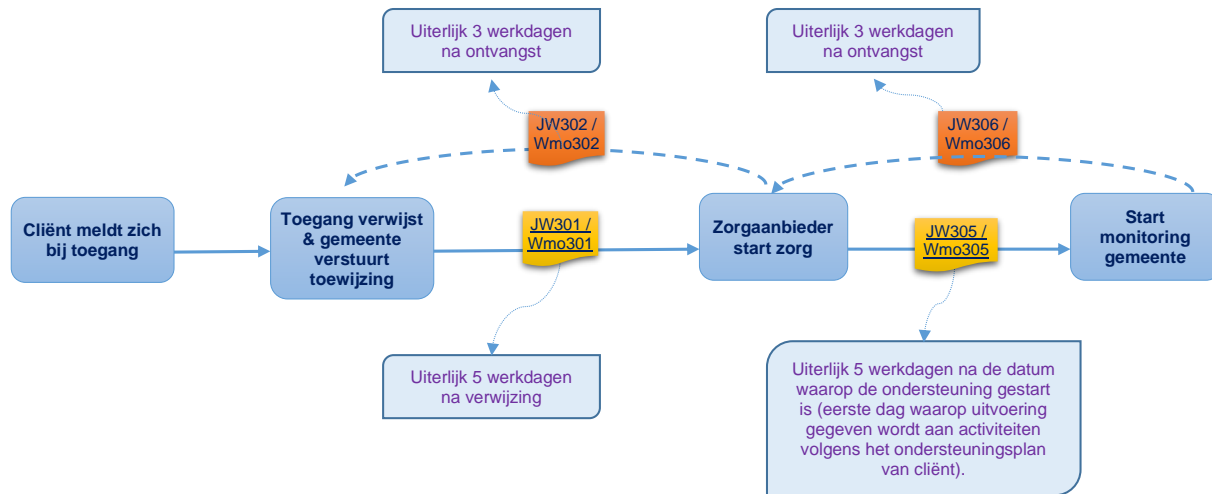 Uiterlijk 3 werkdagen
na ontvangst
Uiterlijk 3 werkdagen
na ontvangst
JW302 /
Wmo302
JW306 /
Wmo306
Cliënt meldt zich
bij toegang
Toegang verwijst
& gemeente
verstuurt
toewijzing
JW301 /
Wmo301
Zorgaanbieder
start zorg
JW305 /
Wmo305
Start
monitoring
gemeente
Uiterlijk 5 werkdagen
na verwijzing
Uiterlijk 5 werkdagen na de datum
waarop de ondersteuning gestart
is (eerste dag waarop uitvoering
gegeven wordt aan activiteiten
volgens het ondersteuningsplan
van cliënt).